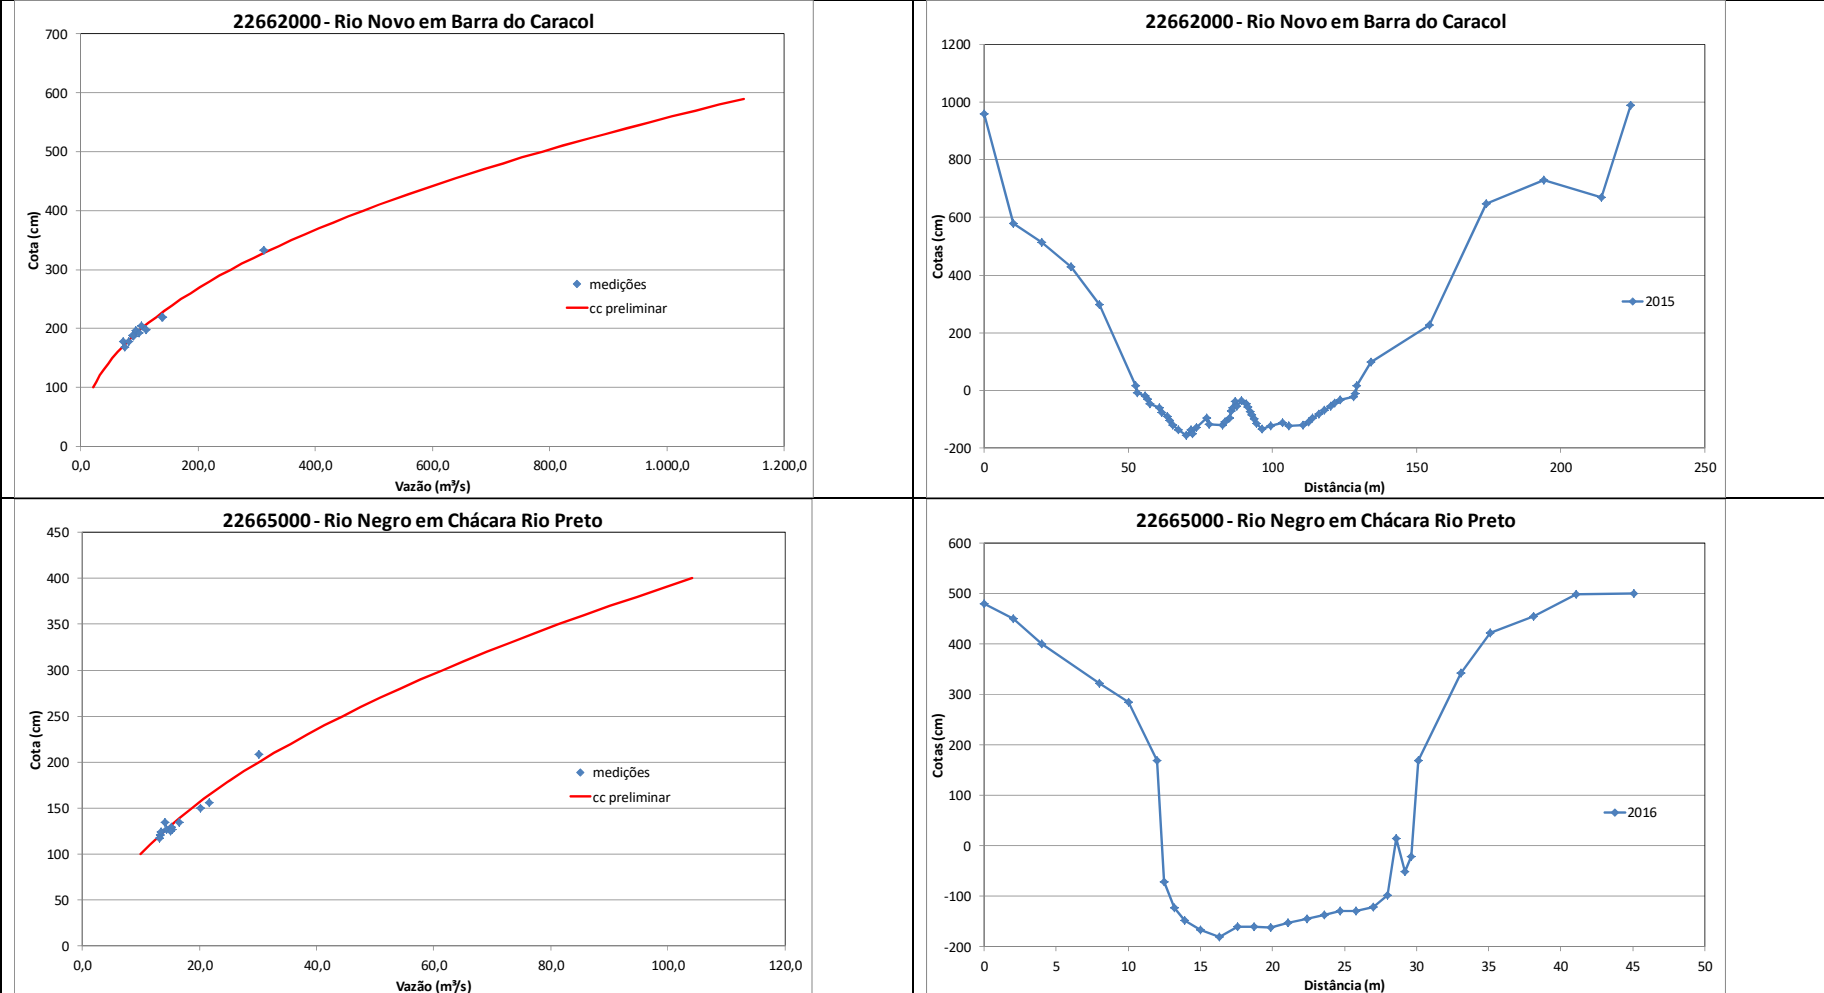 22662000 - Rio Novo em Barra do Caracol
700
600
500
400
300
200
100
0
Cota (cm)
medições
cc preliminar
0,0 200,0 400,0 600,0 800,0 1.000,0 1.200,0
Vazão (m³/s)
22662000 - Rio Novo em Barra do Caracol
1200
1000
800
600
400
200
0
-200
Cotas (cm)
2015
0 50 100 150 200 250
Distância (m)
22665000 - Rio Negro em Chácara Rio Preto
450
400
350
300
250
200
150
100
50
0
Cota (cm)
medições
cc preliminar
0,0 20,0 40,0 60,0 80,0 100,0 120,0
Vazão (m³/s)
22665000 - Rio Negro em Chácara Rio Preto
600
500
400
300
200
100
0
-100
-200
Cotas (cm)
2016
0 5 10 15 20 25 30 35 40 45 50
Distância (m)